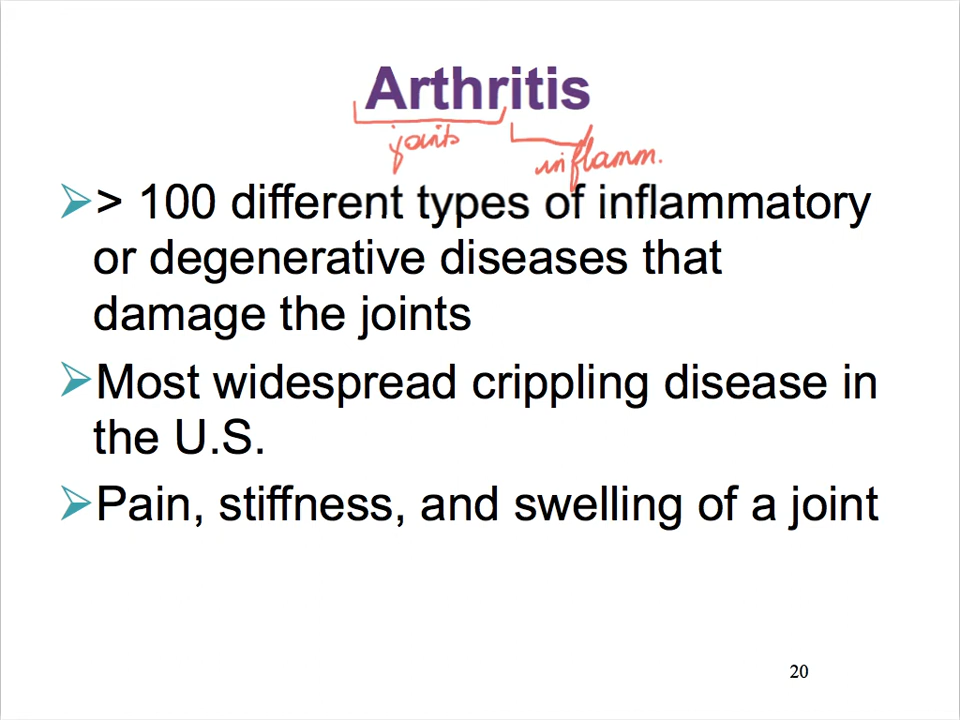 Arthritis
joints
inflamm.
> 100 different types of inflammatory
or degenerative diseases that
damage the joints
Most widespread crippling disease in
the U.S.
Pain, stiffness, and swelling of a joint
20